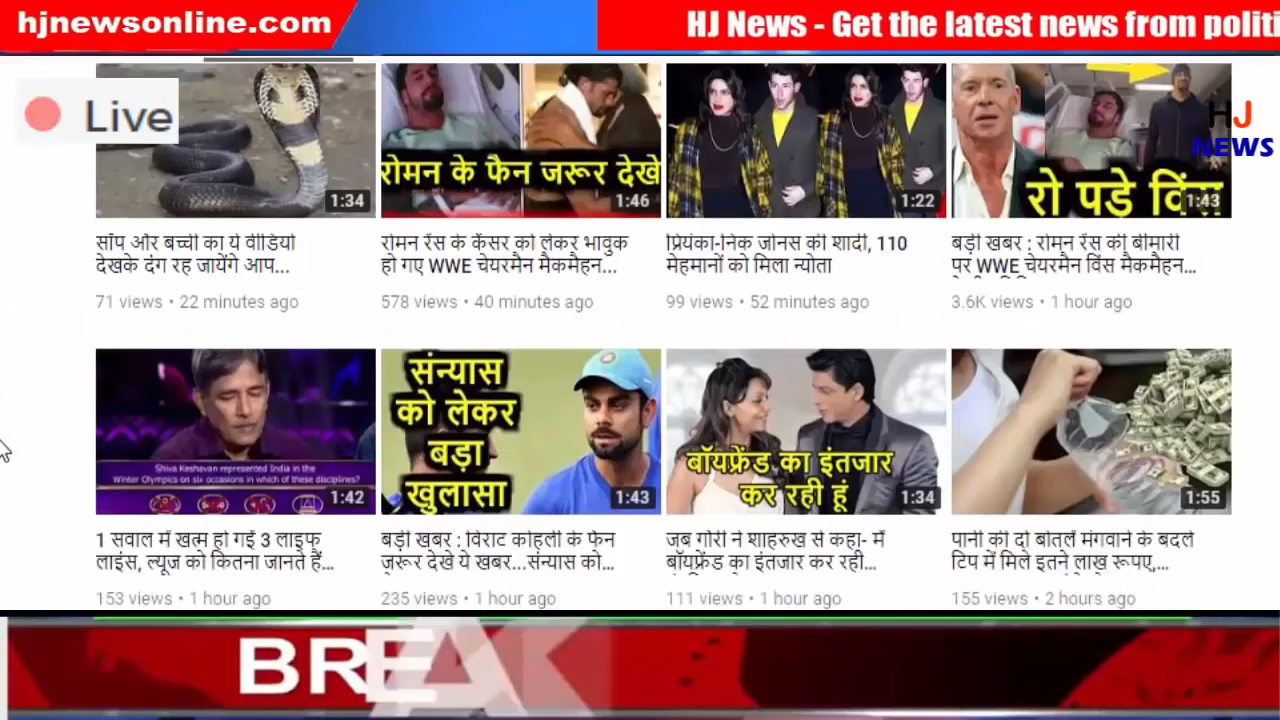 hjnewsonline.com
HJ News - Get the latest news from politi
Live
HJ
NEWS
1:34
रोमन के फैन जरूर देखे
1:46
1:22
रो पडे विंस
1:43
साँप और बच्ची का ये वीडियो
देखके दंग रह जायेंगे आप...
71 views • 22 minutes ago
रोमन रेंस के कैंसर को लेकर भावुक
हो गए WWE चेयरमैन मैकमैहन...
578 views • 40 minutes ago
प्रियंका-निक जोनस की शादी, 110
मेहमानों को मिला न्योता
99 views • 52 minutes ago
बड़ी खबर : रोमन रेंस की बीमारी
पर WWE चेयरमैन विंस मैकमैहन...
3.6K views • 1 hour ago
Shiva Keshavan represented India in the
Winter Olympics on six occasions in which of these disciplines?
1:42
संन्यास
को लेकर
बड़ा
खुलासा
1:43
बॉयफ्रेंड का इंतजार
कर रही हूं
1:34
1:55
1 सवाल में खत्म हो गईं 3 लाइफ
लाइंस, ल्यूज को कितना जानते हैं...
153 views • 1 hour ago
बड़ी खबर : विराट कोहली के फैन
जरूर देखे ये खबर...संन्यास को...
235 views • 1 hour ago
जब गौरी ने शाहरुख से कहा- मैं
बॉयफ्रेंड का इंतजार कर रही...
111 views • 1 hour ago
पानी की दो बोतलें मंगवाने के बदले
टिप में मिले इतने लाख रूपए,...
155 views • 2 hours ago
BREAK